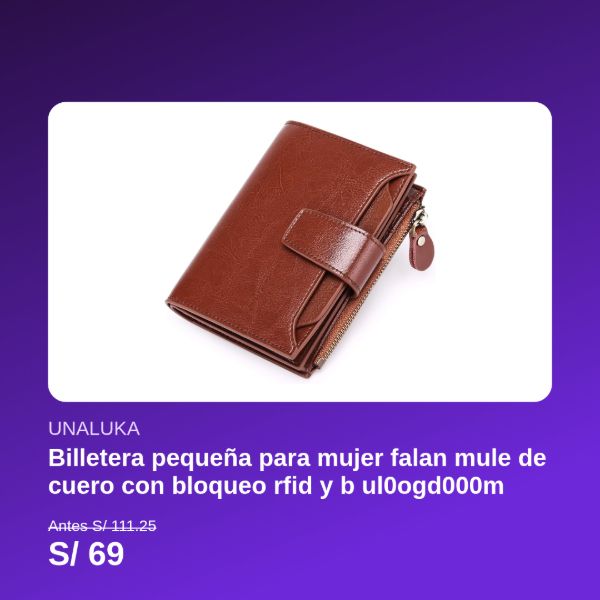 UNALUKA
Billetera pequeña para mujer falan mule de
cuero con bloqueo rfid y b ul0ogd000m
Antes S/ 111.25
S/ 69